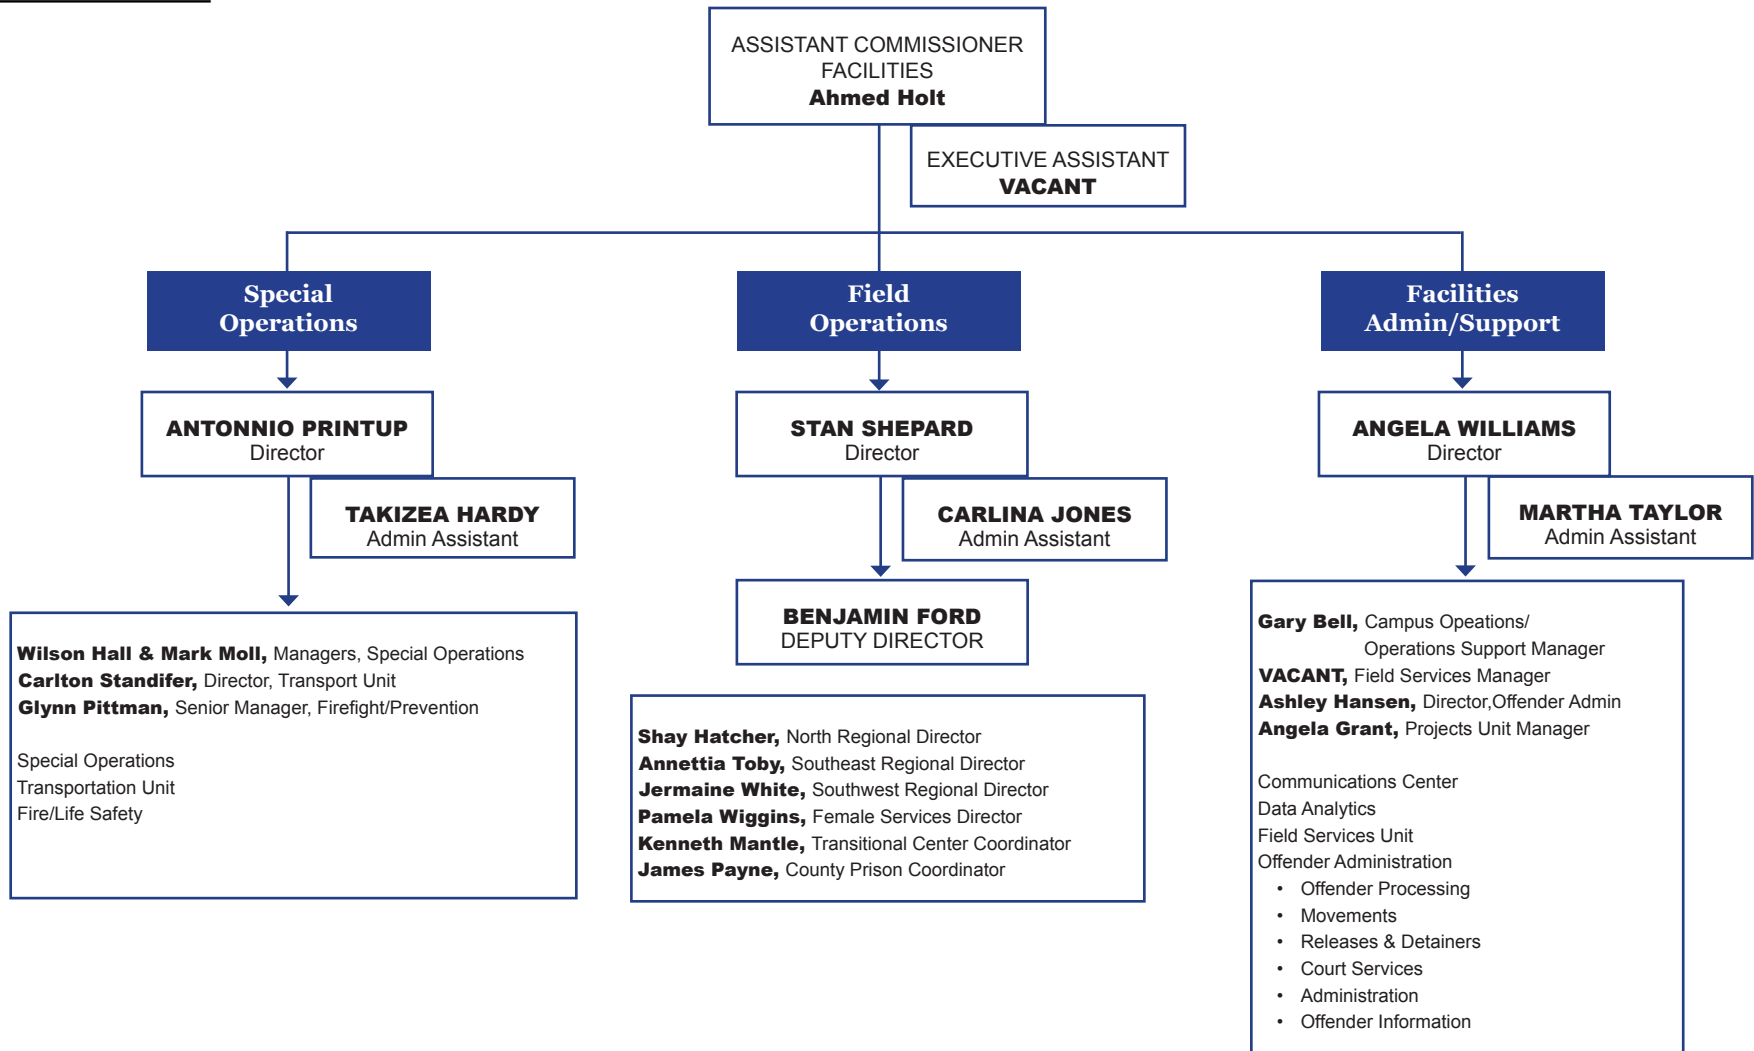 ASSISTANT COMMISSIONER
FACILITIES
Ahmed Holt
EXECUTIVE ASSISTANT
VACANT
Special
Operations
ANTONNIO PRINTUP
Director
TAKIZEA HARDY
Admin Assistant
Wilson Hall & Mark Moll, Managers, Special Operations
Carlton Standifer, Director, Transport Unit
Glynn Pittman, Senior Manager, Firefight/Prevention
Special Operations
Transportation Unit
Fire/Life Safety
Field
Operations
STAN SHEPARD
Director
CARLINA JONES
Admin Assistant
BENJAMIN FORD
DEPUTY DIRECTOR
Shay Hatcher, North Regional Director
Annettia Toby, Southeast Regional Director
Jermaine White, Southwest Regional Director
Pamela Wiggins, Female Services Director
Kenneth Mantle, Transitional Center Coordinator
James Payne, County Prison Coordinator
Facilities
Admin/Support
ANGELA WILLIAMS
Director
MARTHA TAYLOR
Admin Assistant
Gary Bell, Campus Opeations/
Operations Support Manager
VACANT, Field Services Manager
Ashley Hansen, Director,Offender Admin
Angela Grant, Projects Unit Manager
Communications Center
Data Analytics
Field Services Unit
Offender Administration
• Offender Processing
• Movements
• Releases & Detainers
• Court Services
• Administration
• Offender Information